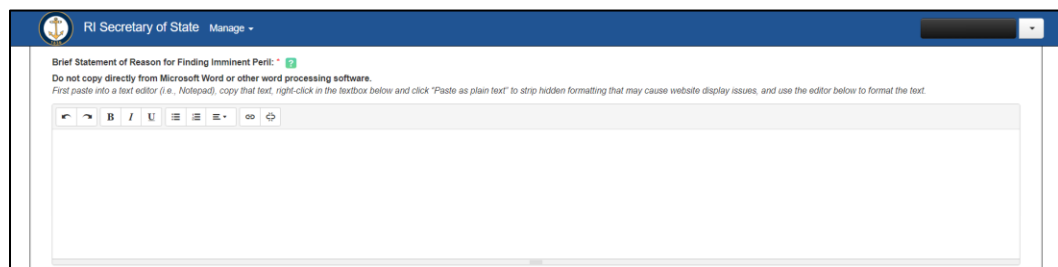 RI Secretary of State Manage
Brief Statement of Reason for Finding Imminent Peril: * ?
Do not copy directly from Microsoft Word or other word processing software.
First paste into a text editor (i.e., Notepad), copy that text, right-click in the textbox below and click "Paste as plain text" to strip hidden formatting that may cause website display issues, and use the editor below to format the text.
B I U